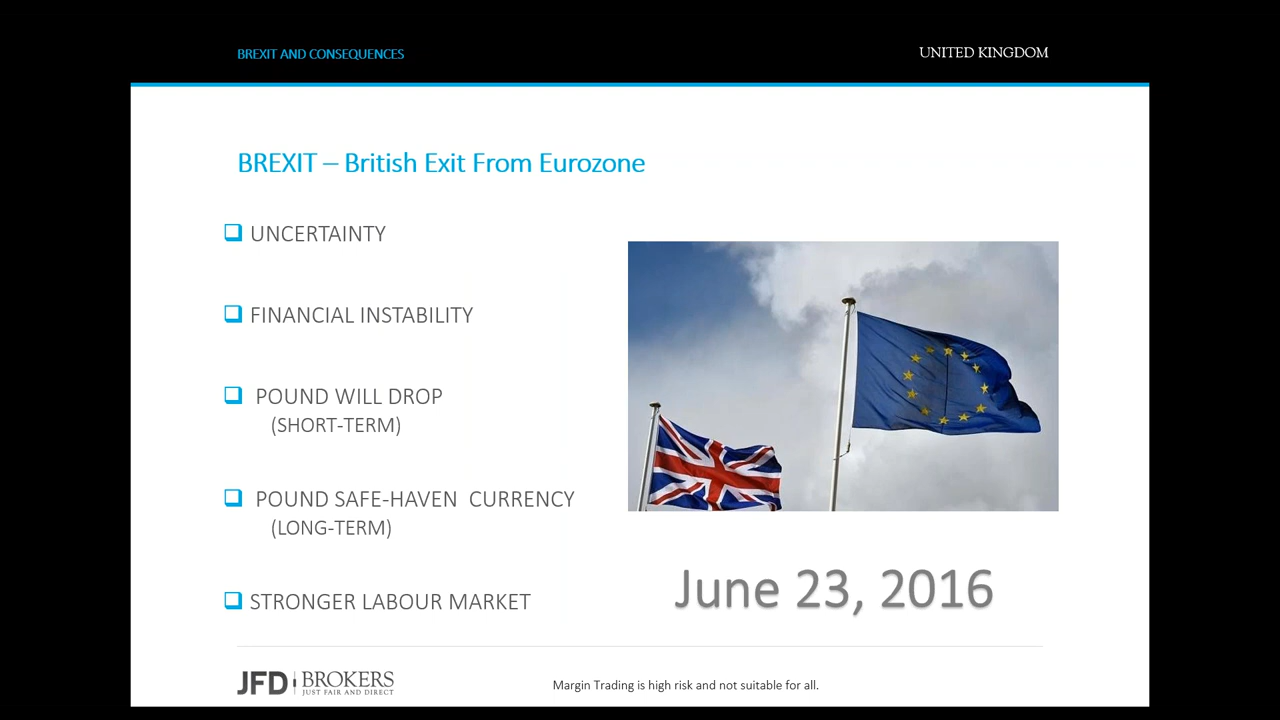 BREXIT AND CONSEQUENCES
UNITED KINGDOM
BREXIT – British Exit From Eurozone
UNCERTAINTY
FINANCIAL INSTABILITY
POUND WILL DROP
(SHORT-TERM)
POUND SAFE-HAVEN CURRENCY
(LONG-TERM)
STRONGER LABOUR MARKET
June 23, 2016
JFD BROKERS
JUST FAIR AND DIRECT
Margin Trading is high risk and not suitable for all.